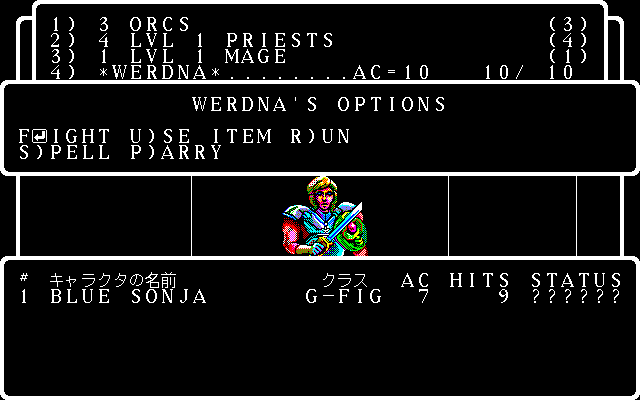 1) 3 ORCS (3)
2) 4 LVL 1 PRIESTS (4)
3) 1 LVL 1 MAGE (1)
4) *WERDNA*........AC=10 10/ 10
WERDNA'S OPTIONS
F↵IGHT U)SE ITEM R)UN
S)PELL P)ARRY
# キャラクタの名前 クラス AC HITS STATUS
1 BLUE SONJA G-FIG 7 9 ??????